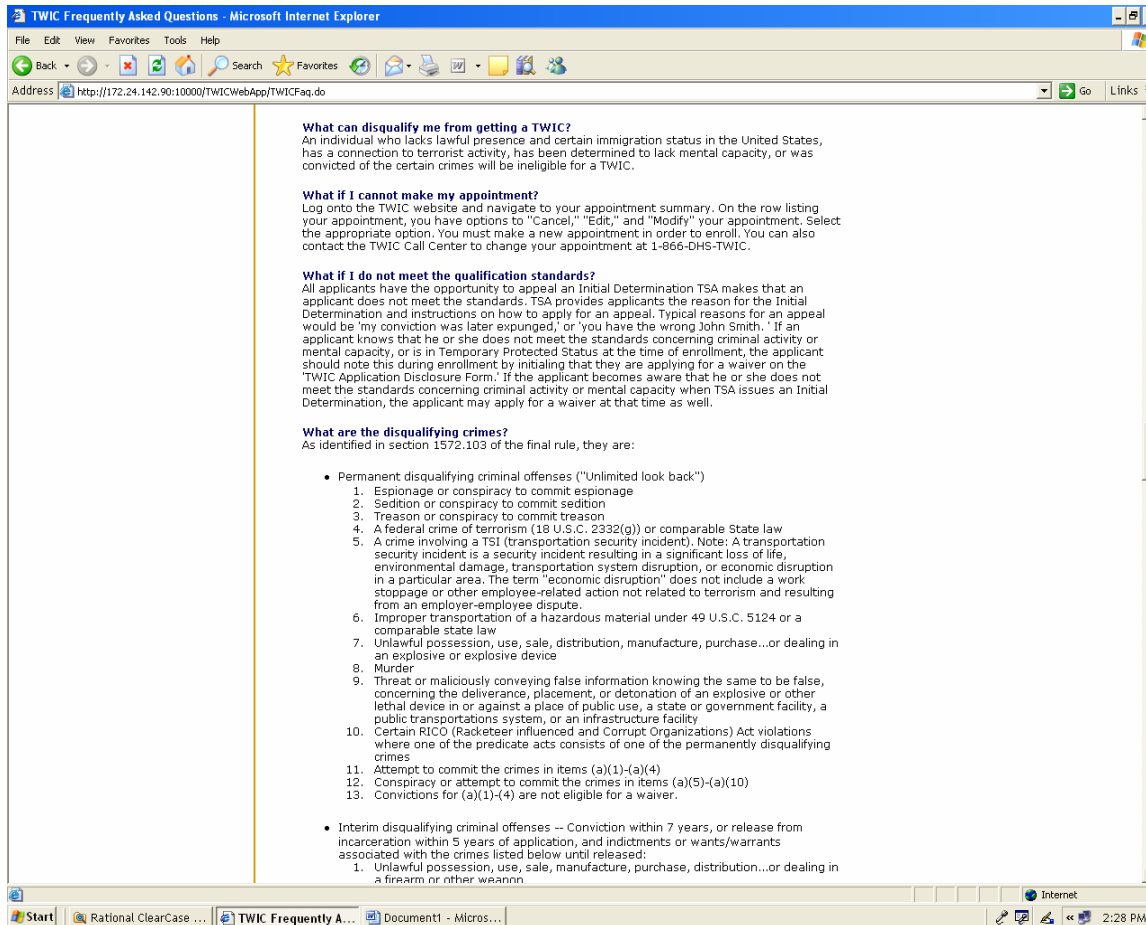 TWIC Frequently Asked Questions - Microsoft Internet Explorer
File Edit View Favorites Tools Help
Back Search Favorites
Address http://172.24.142.90:10000/TWICWebApp/TWICFaq.do Go Links
What can disqualify me from getting a TWIC?
An individual who lacks lawful presence and certain immigration status in the United States,
has a connection to terrorist activity, has been determined to lack mental capacity, or was
convicted of the certain crimes will be ineligible for a TWIC.
What if I cannot make my appointment?
Log onto the TWIC website and navigate to your appointment summary. On the row listing
your appointment, you have options to "Cancel," "Edit," and "Modify" your appointment. Select
the appropriate option. You must make a new appointment in order to enroll. You can also
contact the TWIC Call Center to change your appointment at 1-866-DHS-TWIC.
What if I do not meet the qualification standards?
All applicants have the opportunity to appeal an Initial Determination TSA makes that an
applicant does not meet the standards. TSA provides applicants the reason for the Initial
Determination and instructions on how to apply for an appeal. Typical reasons for an appeal
would be 'my conviction was later expunged,' or 'you have the wrong John Smith. ' If an
applicant knows that he or she does not meet the standards concerning criminal activity or
mental capacity, or is in Temporary Protected Status at the time of enrollment, the applicant
should note this during enrollment by initialing that they are applying for a waiver on the
'TWIC Application Disclosure Form.' If the applicant becomes aware that he or she does not
meet the standards concerning criminal activity or mental capacity when TSA issues an Initial
Determination, the applicant may apply for a waiver at that time as well.
What are the disqualifying crimes?
As identified in section 1572.103 of the final rule, they are:
• Permanent disqualifying criminal offenses ("Unlimited look back")
1. Espionage or conspiracy to commit espionage
2. Sedition or conspiracy to commit sedition
3. Treason or conspiracy to commit treason
4. A federal crime of terrorism (18 U.S.C. 2332(g)) or comparable State law
5. A crime involving a TSI (transportation security incident). Note: A transportation
security incident is a security incident resulting in a significant loss of life,
environmental damage, transportation system disruption, or economic disruption
in a particular area. The term "economic disruption" does not include a work
stoppage or other employee-related action not related to terrorism and resulting
from an employer-employee dispute.
6. Improper transportation of a hazardous material under 49 U.S.C. 5124 or a
comparable state law
7. Unlawful possession, use, sale, distribution, manufacture, purchase...or dealing in
an explosive or explosive device
8. Murder
9. Threat or maliciously conveying false information knowing the same to be false,
concerning the deliverance, placement, or detonation of an explosive or other
lethal device in or against a place of public use, a state or government facility, a
public transportations system, or an infrastructure facility
10. Certain RICO (Racketeer influenced and Corrupt Organizations) Act violations
where one of the predicate acts consists of one of the permanently disqualifying
crimes
11. Attempt to commit the crimes in items (a)(1)-(a)(4)
12. Conspiracy or attempt to commit the crimes in items (a)(5)-(a)(10)
13. Convictions for (a)(1)-(4) are not eligible for a waiver.
• Interim disqualifying criminal offenses -- Conviction within 7 years, or release from
incarceration within 5 years of application, and indictments or wants/warrants
associated with the crimes listed below until released:
1. Unlawful possession, use, sale, manufacture, purchase, distribution...or dealing in
a firearm or other weapon
Internet
Start Rational ClearCase ... TWIC Frequently A... Document1 - Micros... 2:28 PM